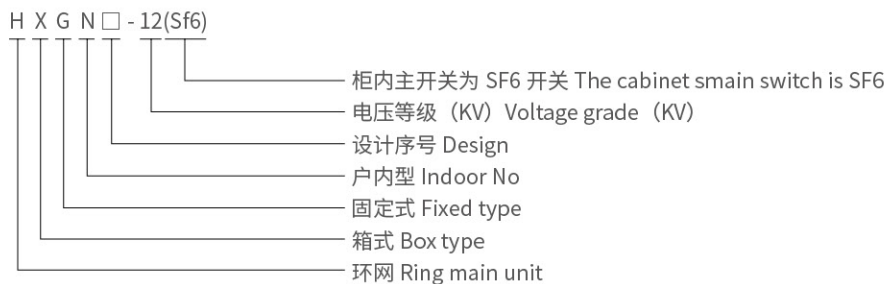 H X G N □ - 12(Sf6)
柜内主开关为 SF6 开关 The cabinet smain switch is SF6
电压等级（KV）Voltage grade（KV）
设计序号 Design
户内型 Indoor No
固定式 Fixed type
箱式 Box type
环网 Ring main unit